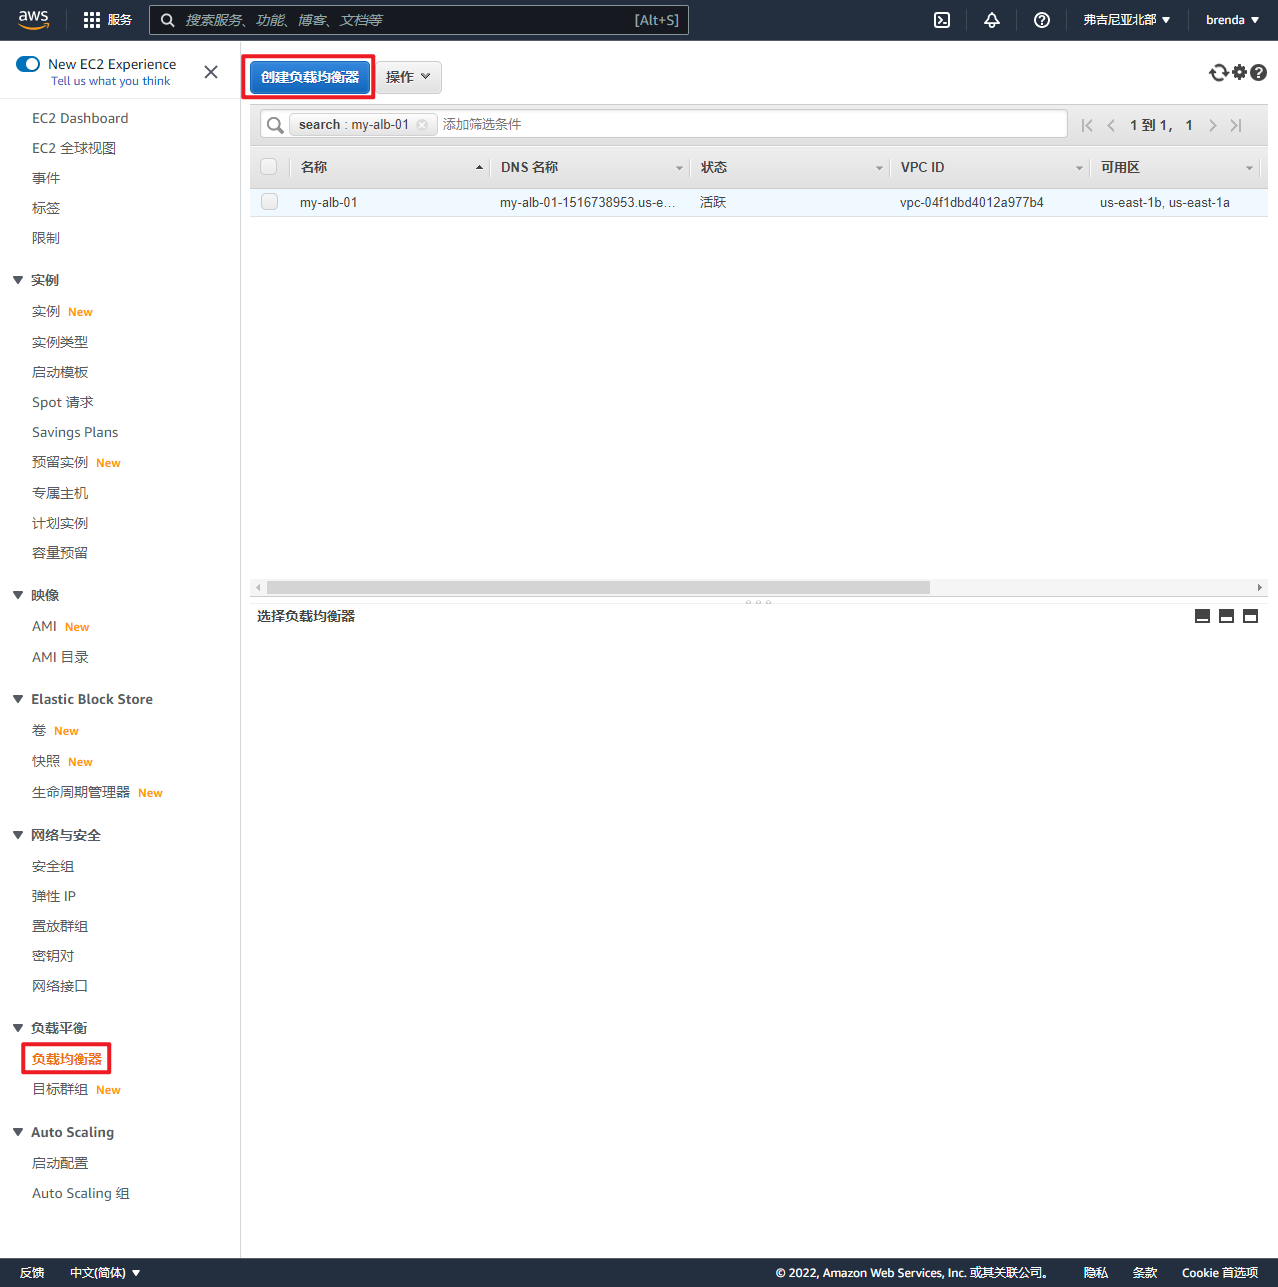 aws 服务 搜索服务、功能、博客、文档等 [Alt+S] 弗吉尼亚北部 brenda
New EC2 Experience
Tell us what you think
EC2 Dashboard
EC2 全球视图
事件
标签
限制
实例
实例 New
实例类型
启动模板
Spot 请求
Savings Plans
预留实例 New
专属主机
计划实例
容量预留
映像
AMI New
AMI 目录
Elastic Block Store
卷 New
快照 New
生命周期管理器 New
网络与安全
安全组
弹性 IP
置放群组
密钥对
网络接口
负载平衡
负载均衡器
目标群组 New
Auto Scaling
启动配置
Auto Scaling 组
创建负载均衡器 操作
search : my-alb-01 添加筛选条件 1 到 1， 1
名称 DNS 名称 状态 VPC ID 可用区
my-alb-01 my-alb-01-1516738953.us-e... 活跃 vpc-04f1dbd4012a977b4 us-east-1b, us-east-1a
选择负载均衡器
反馈 中文(简体) © 2022, Amazon Web Services, Inc. 或其关联公司。 隐私 条款 Cookie 首选项